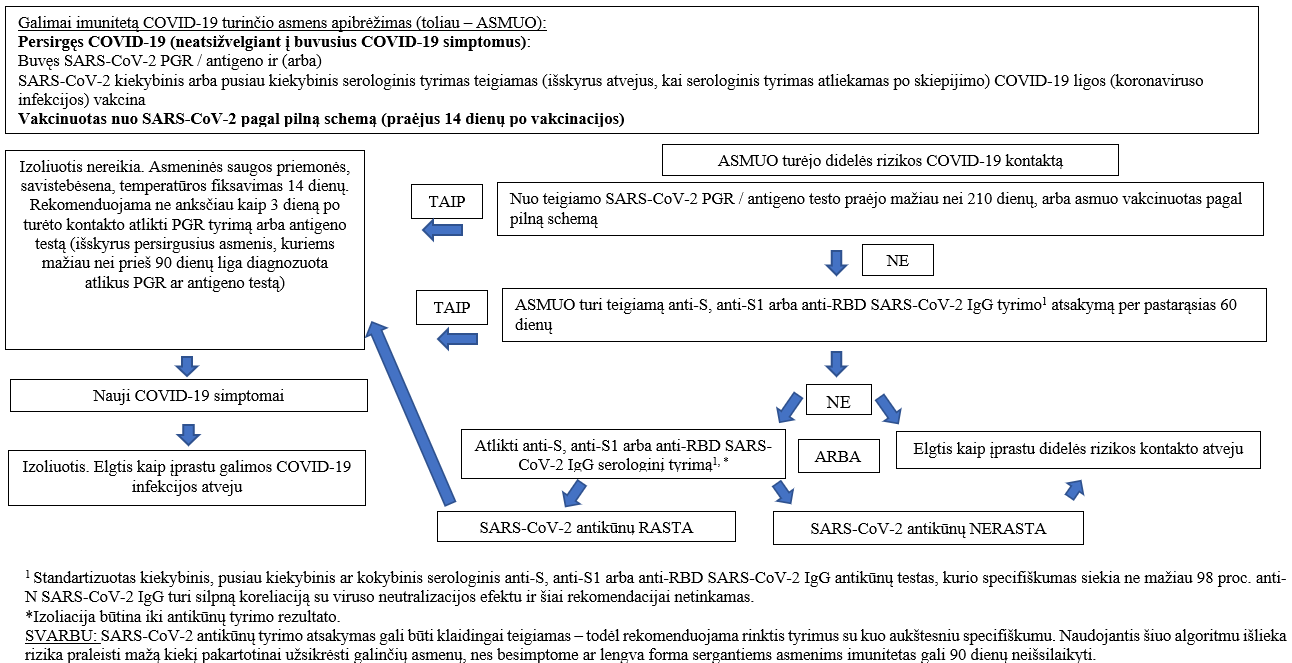 Galimai imunitetą COVID-19 turinčio asmens apibrėžimas (toliau – ASMUO):
Persirgęs COVID-19 (neatsižvelgiant į buvusius COVID-19 simptomus):
Buvęs SARS-CoV-2 PGR / antigeno ir (arba)
SARS-CoV-2 kiekybinis arba pusiau kiekybinis serologinis tyrimas teigiamas (išskyrus atvejus, kai serologinis tyrimas atliekamas po skiepijimo) COVID-19 ligos (koronaviruso
infekcijos) vakcina
Vakcinuotas nuo SARS-CoV-2 pagal pilną schemą (praėjus 14 dienų po vakcinacijos)
ASMUO turėjo didelės rizikos COVID-19 kontaktą
Nuo teigiamo SARS-CoV-2 PGR / antigeno testo praėjo mažiau nei 210 dienų, arba asmuo vakcinuotas pagal
pilną schemą
TAIP
Izoliuotis nereikia. Asmeninės saugos priemonės,
savistebėsena, temperatūros fiksavimas 14 dienų.
Rekomenduojama ne anksčiau kaip 3 dieną po
turėto kontakto atlikti PGR tyrimą arba antigeno
testą (išskyrus persirgusius asmenis, kuriems
mažiau nei prieš 90 dienų liga diagnozuota
atlikus PGR ar antigeno testą)
NE
ASMUO turi teigiamą anti-S, anti-S1 arba anti-RBD SARS-CoV-2 IgG tyrimo¹ atsakymą per pastarąsias 60
dienų
TAIP
Nauji COVID-19 simptomai
Izoliuotis. Elgtis kaip įprastu galimos COVID-19
infekcijos atveju
NE
Atlikti anti-S, anti-S1 arba anti-RBD SARS-
CoV-2 IgG serologinį tyrimą¹, *
ARBA
Elgtis kaip įprastu didelės rizikos kontakto atveju
SARS-CoV-2 antikūnų RASTA
SARS-CoV-2 antikūnų NERASTA
¹ Standartizuotas kiekybinis, pusiau kiekybinis ar kokybinis serologinis anti-S, anti-S1 arba anti-RBD SARS-CoV-2 IgG antikūnų testas, kurio specifiškumas siekia ne mažiau 98 proc. anti-
N SARS-CoV-2 IgG turi silpną koreliaciją su viruso neutralizacijos efektu ir šiai rekomendacijai netinkamas.
*Izoliacija būtina iki antikūnų tyrimo rezultato.
SVARBU: SARS-CoV-2 antikūnų tyrimo atsakymas gali būti klaidingai teigiamas – todėl rekomenduojama rinktis tyrimus su kuo aukštesniu specifiškumu. Naudojantis šiuo algoritmu išlieka
rizika praleisti mažą kiekį pakartotinai užsikrėsti galinčių asmenų, nes besimptome ar lengva forma sergantiems asmenims imunitetas gali 90 dienų neišsilaikyti.